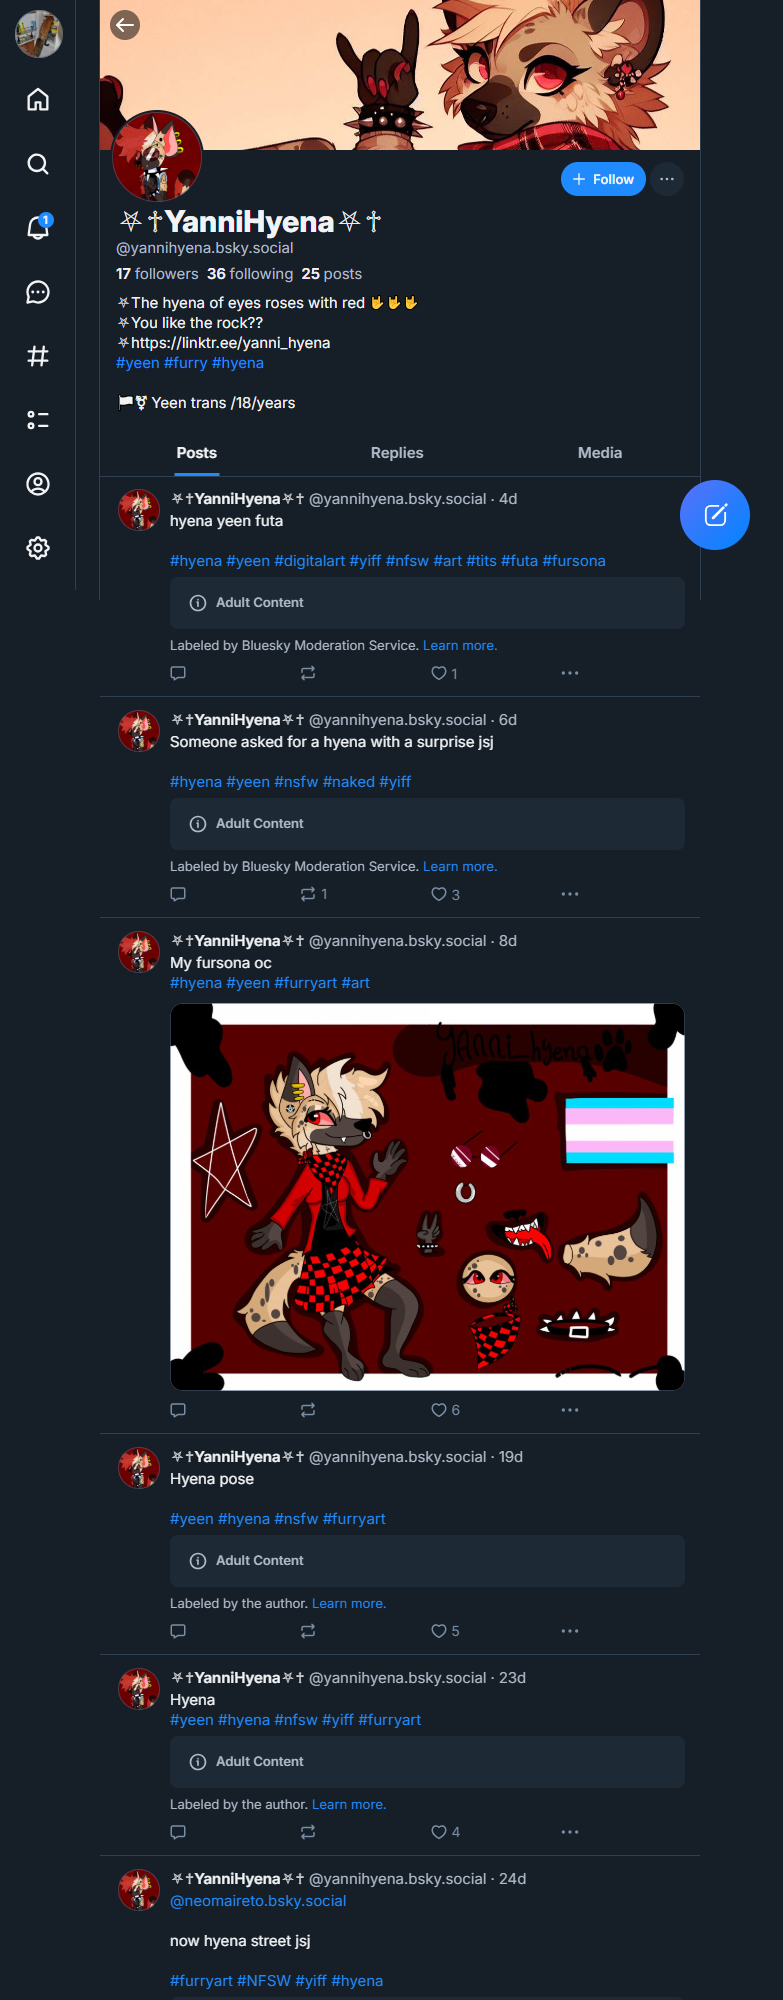 ⛧†YanniHyena⛧†
@yannihyena.bsky.social
17 followers 36 following 25 posts
⛧The hyena of eyes roses with red 🤟🤟🤟
⛧You like the rock??
⛧https://linktr.ee/yanni_hyena
#yeen #furry #hyena
🏳⚧Yeen trans /18/years
+ Follow
1
Posts Replies Media
⛧†YanniHyena⛧† @yannihyena.bsky.social · 4d
hyena yeen futa
#hyena #yeen #digitalart #yiff #nfsw #art #tits #futa #fursona
Adult Content
Labeled by Bluesky Moderation Service. Learn more.
1
⛧†YanniHyena⛧† @yannihyena.bsky.social · 6d
Someone asked for a hyena with a surprise jsj
#hyena #yeen #nsfw #naked #yiff
Adult Content
Labeled by Bluesky Moderation Service. Learn more.
1 3
⛧†YanniHyena⛧† @yannihyena.bsky.social · 8d
My fursona oc
#hyena #yeen #furryart #art
Yanni_hyena
6
⛧†YanniHyena⛧† @yannihyena.bsky.social · 19d
Hyena pose
#yeen #hyena #nsfw #furryart
Adult Content
Labeled by the author. Learn more.
5
⛧†YanniHyena⛧† @yannihyena.bsky.social · 23d
Hyena
#yeen #hyena #nfsw #yiff #furryart
Adult Content
Labeled by the author. Learn more.
4
⛧†YanniHyena⛧† @yannihyena.bsky.social · 24d
@neomaireto.bsky.social
now hyena street jsj
#furryart #NFSW #yiff #hyena